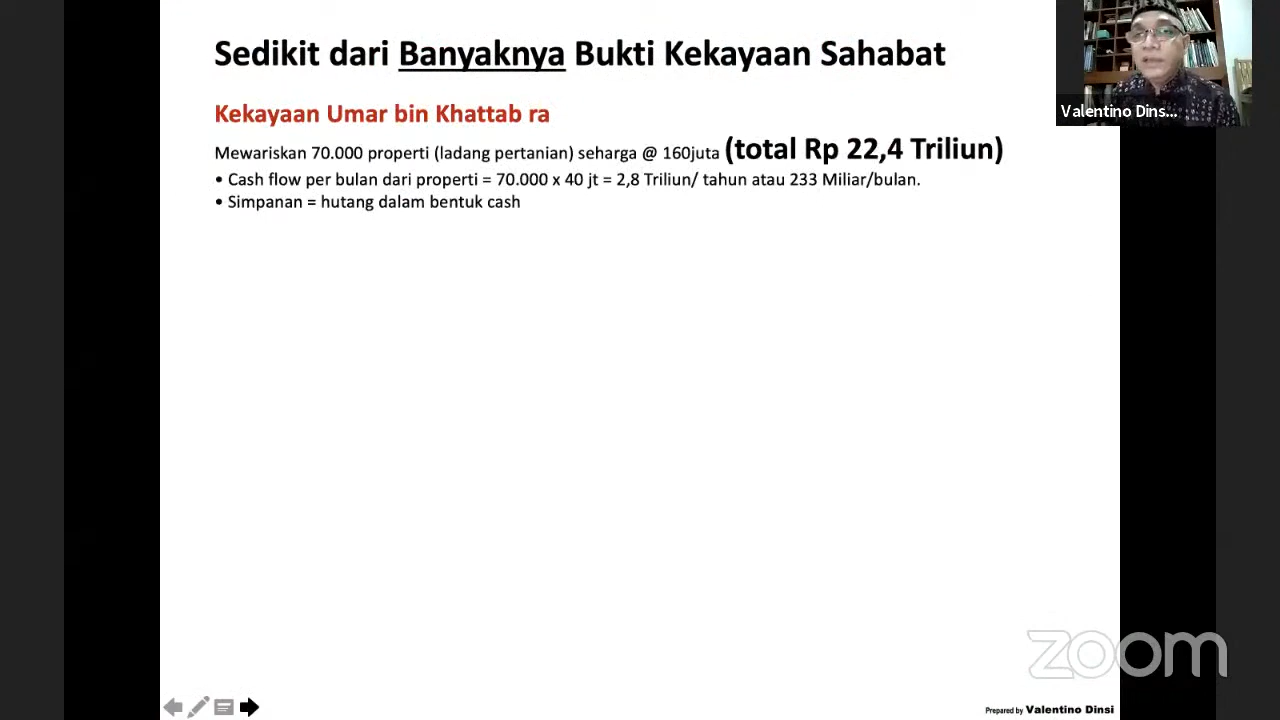 Sedikit dari Banyaknya Bukti Kekayaan Sahabat
Kekayaan Umar bin Khattab ra
Mewariskan 70.000 properti (ladang pertanian) seharga @ 160juta (total Rp 22,4 Triliun)
• Cash flow per bulan dari properti = 70.000 x 40 jt = 2,8 Triliun/ tahun atau 233 Miliar/bulan.
• Simpanan = hutang dalam bentuk cash
Valentino Dins...
zoom
Prepared by Valentino Dinsi